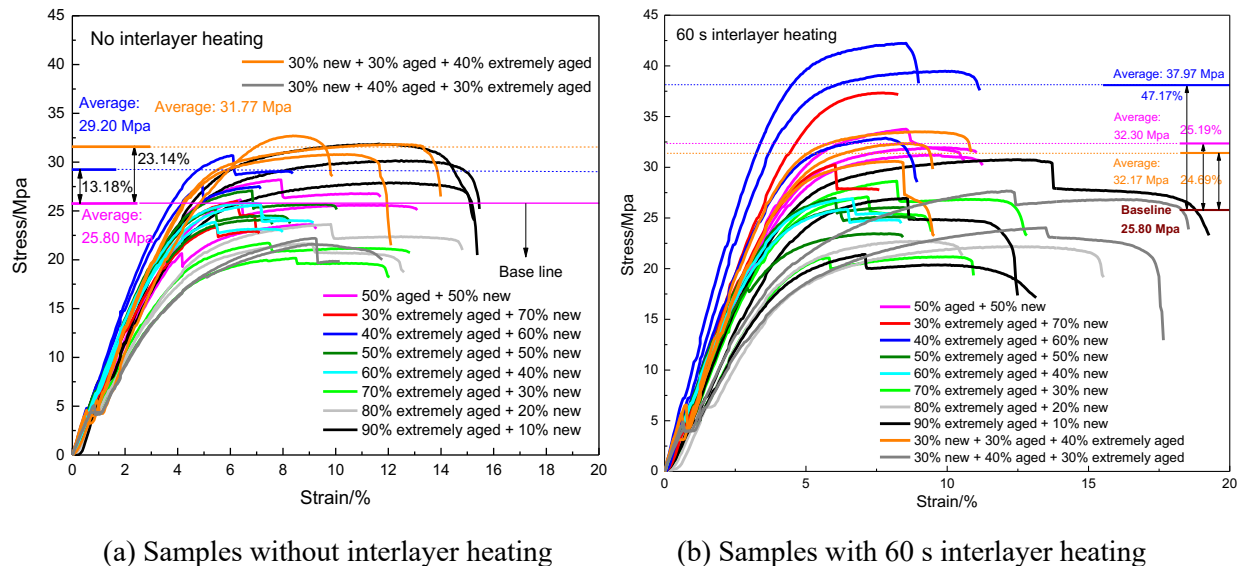 No interlayer heating
30% new + 30% aged + 40% extremely aged
30% new + 40% aged + 30% extremely aged
Average:
29.20 Mpa
Average: 31.77 Mpa
23.14%
13.18%
Average:
25.80 Mpa
Base line
50% aged + 50% new
30% extremely aged + 70% new
40% extremely aged + 60% new
50% extremely aged + 50% new
60% extremely aged + 40% new
70% extremely aged + 30% new
80% extremely aged + 20% new
90% extremely aged + 10% new
45
40
35
30
25
20
15
10
5
0
Stress/Mpa
0 2 4 6 8 10 12 14 16 18 20
Strain/%
(a) Samples without interlayer heating
60 s interlayer heating
Average: 37.97 Mpa
47.17%
Average:
32.30 Mpa
25.19%
Average:
32.17 Mpa
24.69%
Baseline
25.80 Mpa
50% aged + 50% new
30% extremely aged + 70% new
40% extremely aged + 60% new
50% extremely aged + 50% new
60% extremely aged + 40% new
70% extremely aged + 30% new
80% extremely aged + 20% new
90% extremely aged + 10% new
30% new + 30% aged + 40% extremely aged
30% new + 40% aged + 30% extremely aged
45
40
35
30
25
20
15
10
5
0
Stress/Mpa
0 5 10 15 20
Strain/%
(b) Samples with 60 s interlayer heating